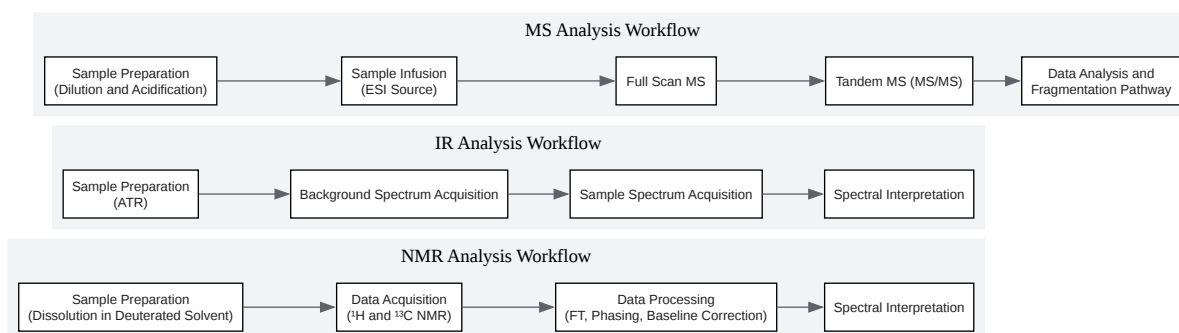 MS Analysis Workflow
Sample Preparation
(Dilution and Acidification)
Sample Infusion
(ESI Source)
Full Scan MS
Tandem MS (MS/MS)
Data Analysis and
Fragmentation Pathway
IR Analysis Workflow
Sample Preparation
(ATR)
Background Spectrum Acquisition
Sample Spectrum Acquisition
Spectral Interpretation
NMR Analysis Workflow
Sample Preparation
(Dissolution in Deuterated Solvent)
Data Acquisition
(¹H and ¹³C NMR)
Data Processing
(FT, Phasing, Baseline Correction)
Spectral Interpretation